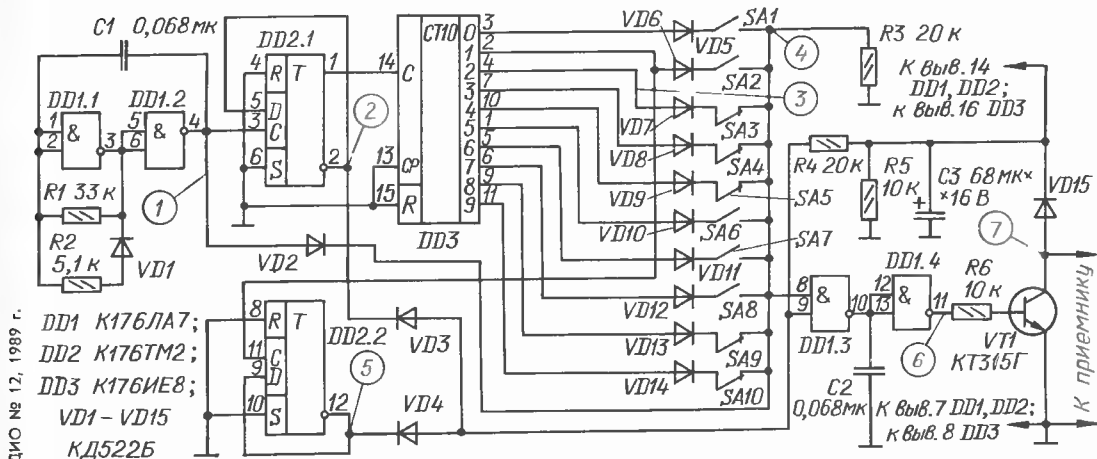 C1 0,068 мк
DD1.1
DD1.2
1
2
&
3
5
6
&
4
R1 33 к
R2
5,1 к
VD1
1
DD2.1
4
5
3
6
R
D
C
S
T
1
2
2
VD2
14
13
15
C
CP
R
CT10
0
1
2
3
4
5
6
7
8
9
3
2
4
7
10
1
5
6
9
11
DD3
VD6
VD5
VD7
VD8
VD9
VD10
VD11
VD12
VD13
VD14
SA1
SA2
SA3
SA4
SA5
SA6
SA7
SA8
SA9
SA10
3
4
R3 20 к
К выв. 14
DD1, DD2;
к выв. 16 DD3
R4 20 к
R5
10 к
C3 68 мк ×
× 16 В
+
VD15
7
8
9
&
10
DD1.3
DD1.4
12
13
&
11
R6
10 к
6
VT1
КТ315Г
C2
0,068 мк
К выв. 7 DD1, DD2;
к выв. 8 DD3
К приемнику
8
11
9
10
R
C
D
S
T
DD2.2
12
5
VD3
VD4
DD1 К176ЛА7;
DD2 К176ТМ2;
DD3 К176ИЕ8;
VD1 – VD15
КД522Б
ДИО № 12, 1989 г.